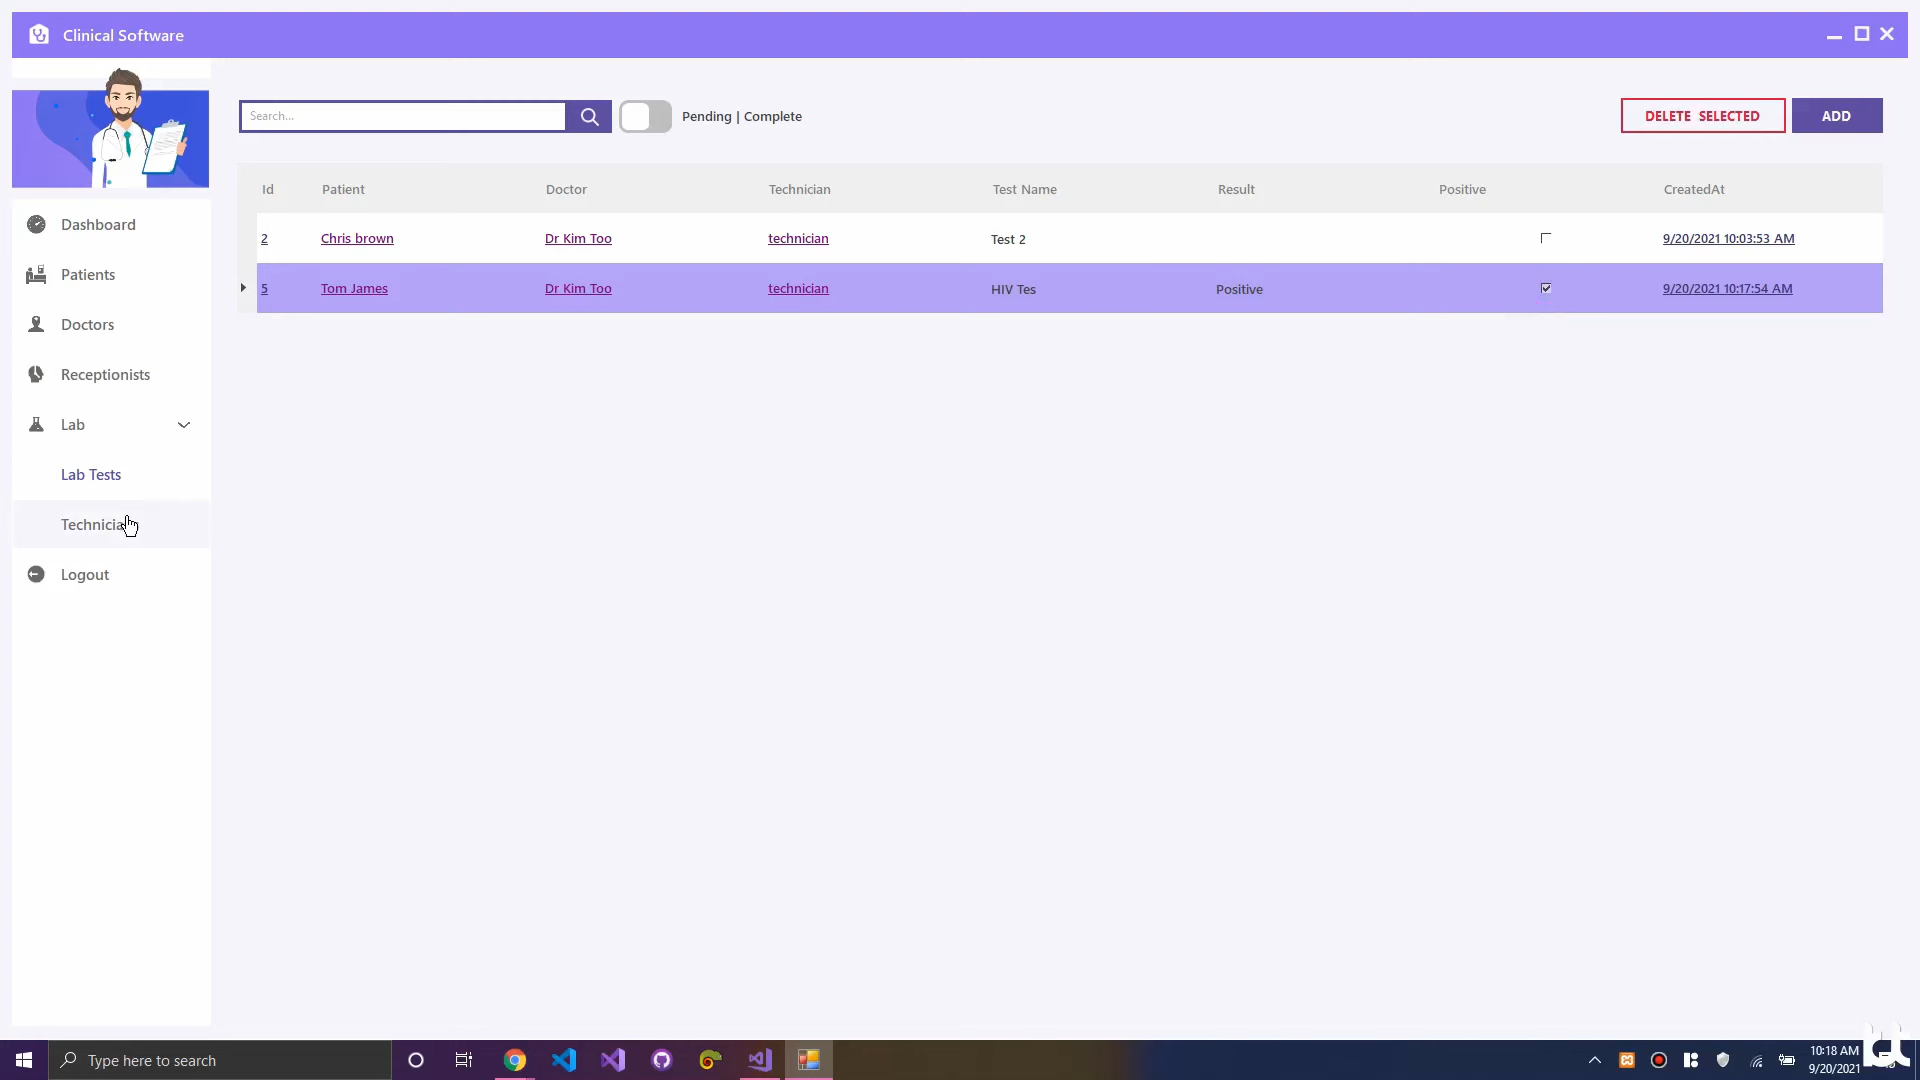 Clinical Software
Search...
Pending | Complete
DELETE SELECTED
ADD
Id Patient Doctor Technician Test Name Result Positive CreatedAt
2 Chris brown Dr Kim Too technician Test 2 9/20/2021 10:03:53 AM
5 Tom James Dr Kim Too technician HIV Tes Positive 9/20/2021 10:17:54 AM
Dashboard
Patients
Doctors
Receptionists
Lab
Lab Tests
Logout
Type here to search
10:18 AM
9/20/2021